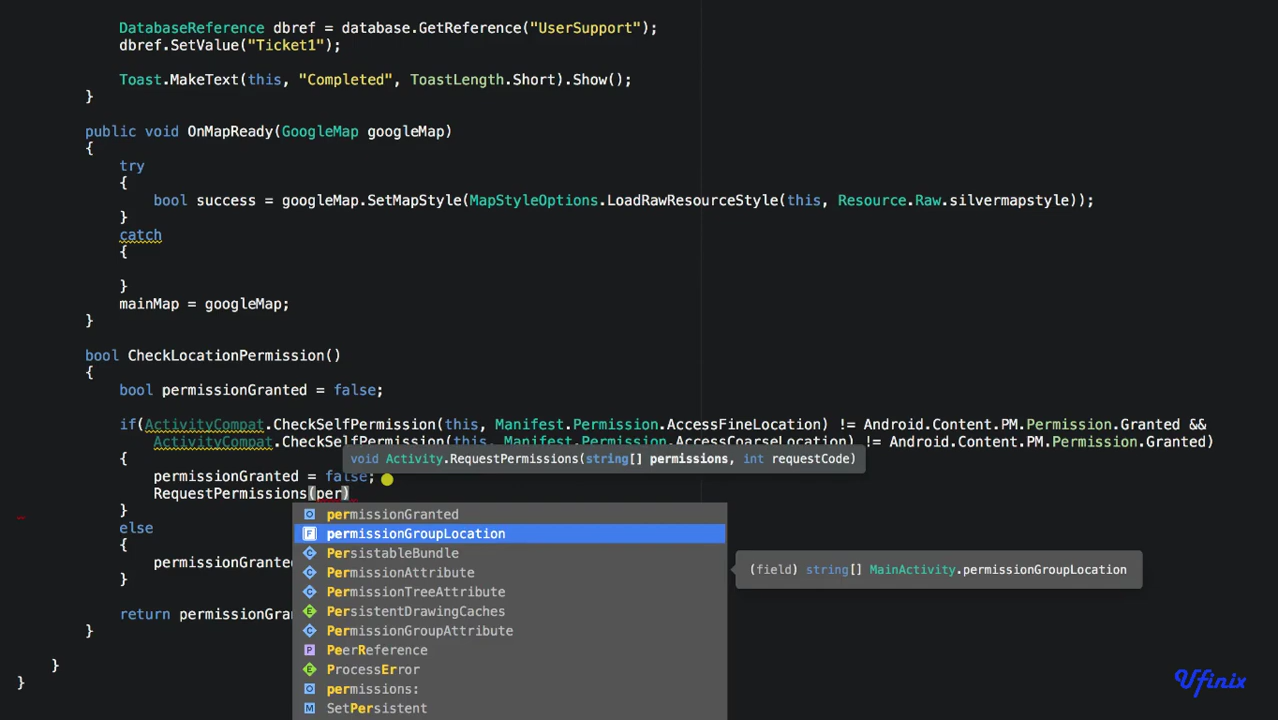 DatabaseReference dbref = database.GetReference("UserSupport");
dbref.SetValue("Ticket1");
Toast.MakeText(this, "Completed", ToastLength.Short).Show();
}
public void OnMapReady(GoogleMap googleMap)
{
try
{
bool success = googleMap.SetMapStyle(MapStyleOptions.LoadRawResourceStyle(this, Resource.Raw.silvermapstyle));
}
catch
{
}
mainMap = googleMap;
}
bool CheckLocationPermission()
{
bool permissionGranted = false;
if(ActivityCompat.CheckSelfPermission(this, Manifest.Permission.AccessFineLocation) != Android.Content.PM.Permission.Granted &&
ActivityCompat.CheckSelfPermission(this, Manifest.Permission.AccessCoarseLocation) != Android.Content.PM.Permission.Granted)
{
void Activity.RequestPermissions(string[] permissions, int requestCode)
permissionGranted = false;
RequestPermissions(per)
}
permissionGranted
else
permissionGroupLocation
{
PersistableBundle
permissionGranted
(field) string[] MainActivity.permissionGroupLocation
PermissionAttribute
}
PermissionTreeAttribute
return permissionGra
PersistentDrawingCaches
}
PermissionGroupAttribute
PeerReference
}
ProcessError
}
permissions:
SetPersistent
Ufinix